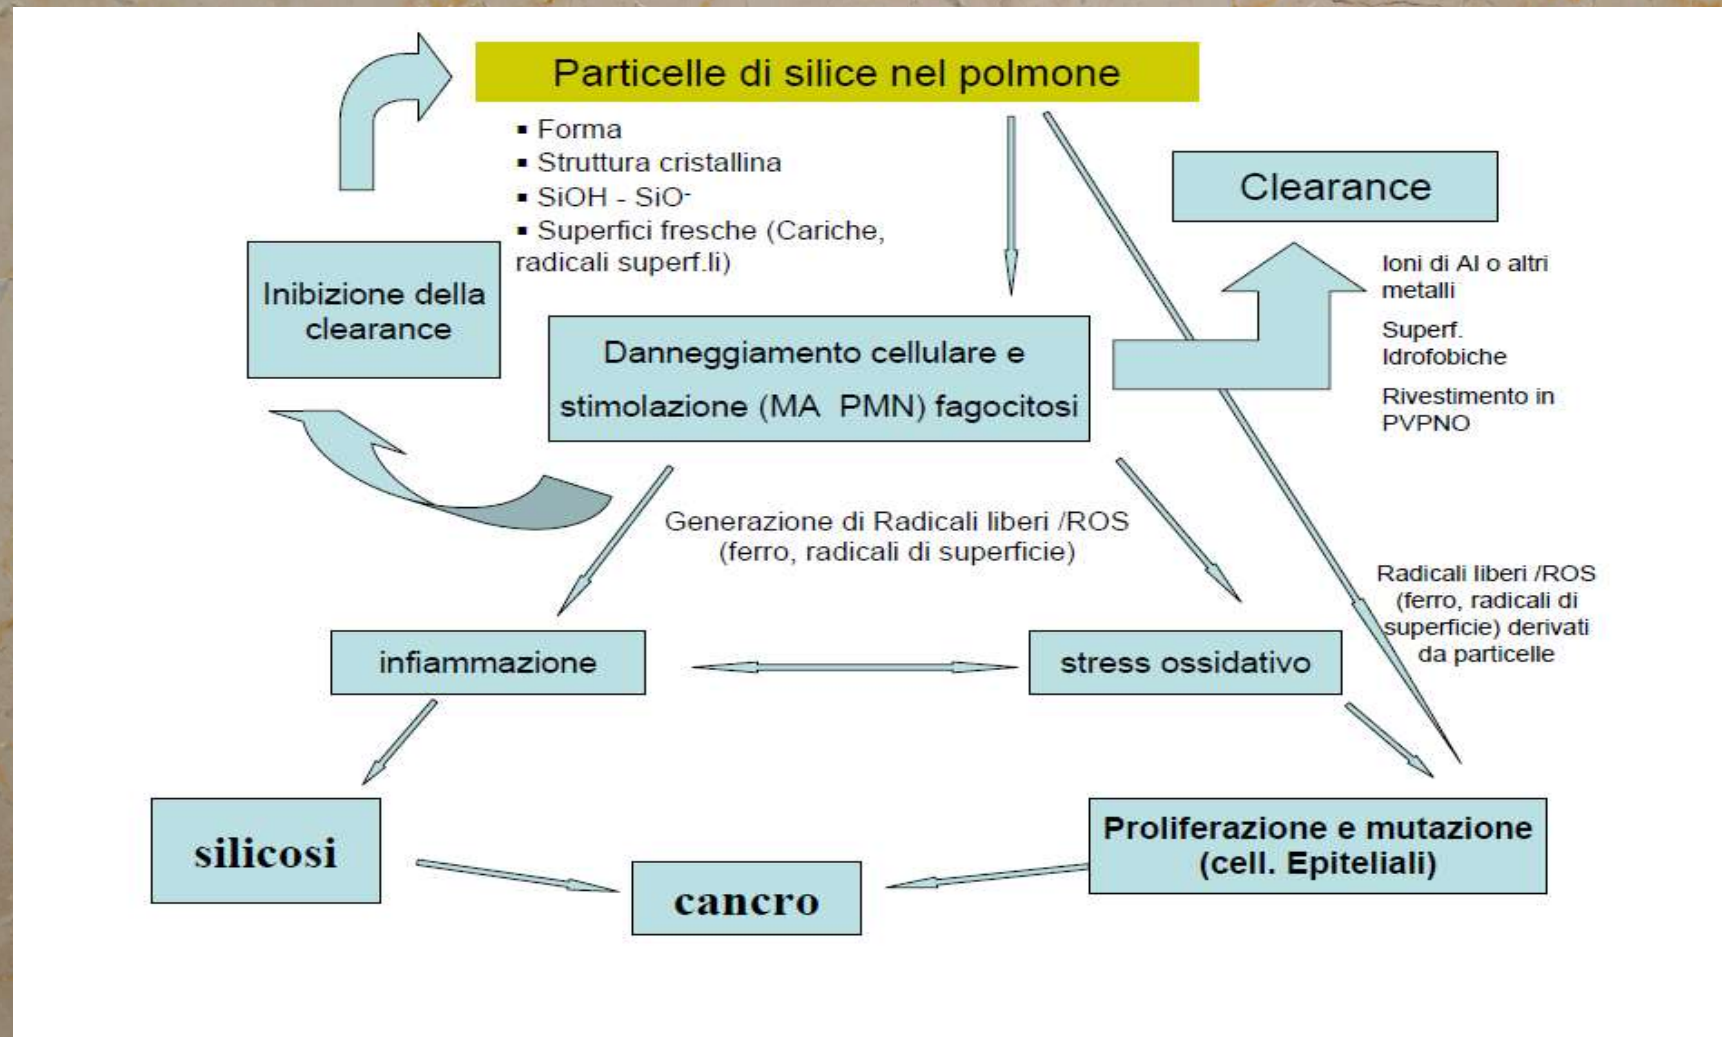 Particelle di silice nel polmone
▪ Forma
▪ Struttura cristallina
▪ SiOH - SiO⁻
▪ Superfici fresche (Cariche,
radicali superf.li)
Clearance
Ioni di Al o altri
metalli
Superf.
Idrofobiche
Rivestimento in
PVPNO
Inibizione della
clearance
Danneggiamento cellulare e
stimolazione (MA PMN) fagocitosi
Generazione di Radicali liberi /ROS
(ferro, radicali di superficie)
Radicali liberi /ROS
(ferro, radicali di
superficie) derivati
da particelle
infiammazione
stress ossidativo
silicosi
cancro
Proliferazione e mutazione
(cell. Epiteliali)